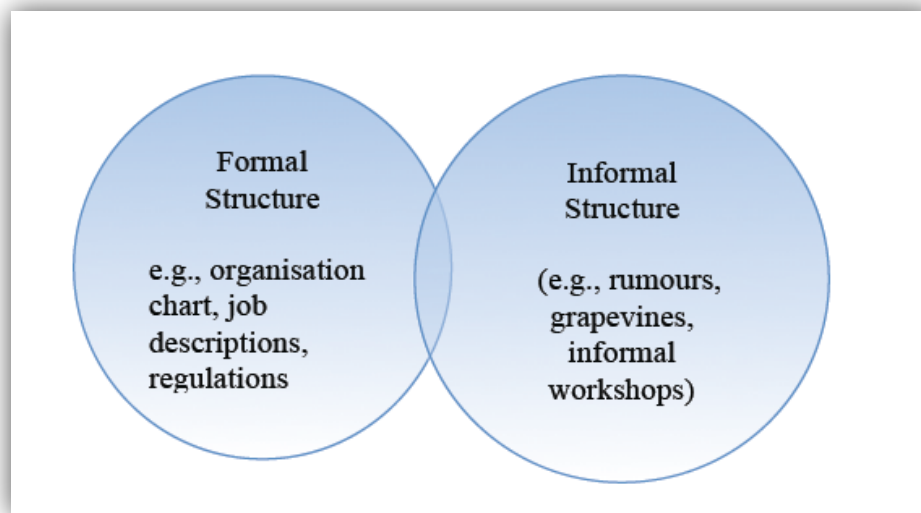 Formal
Structure
e.g., organisation
chart, job
descriptions,
regulations
Informal
Structure
(e.g., rumours,
grapevines,
informal
workshops)